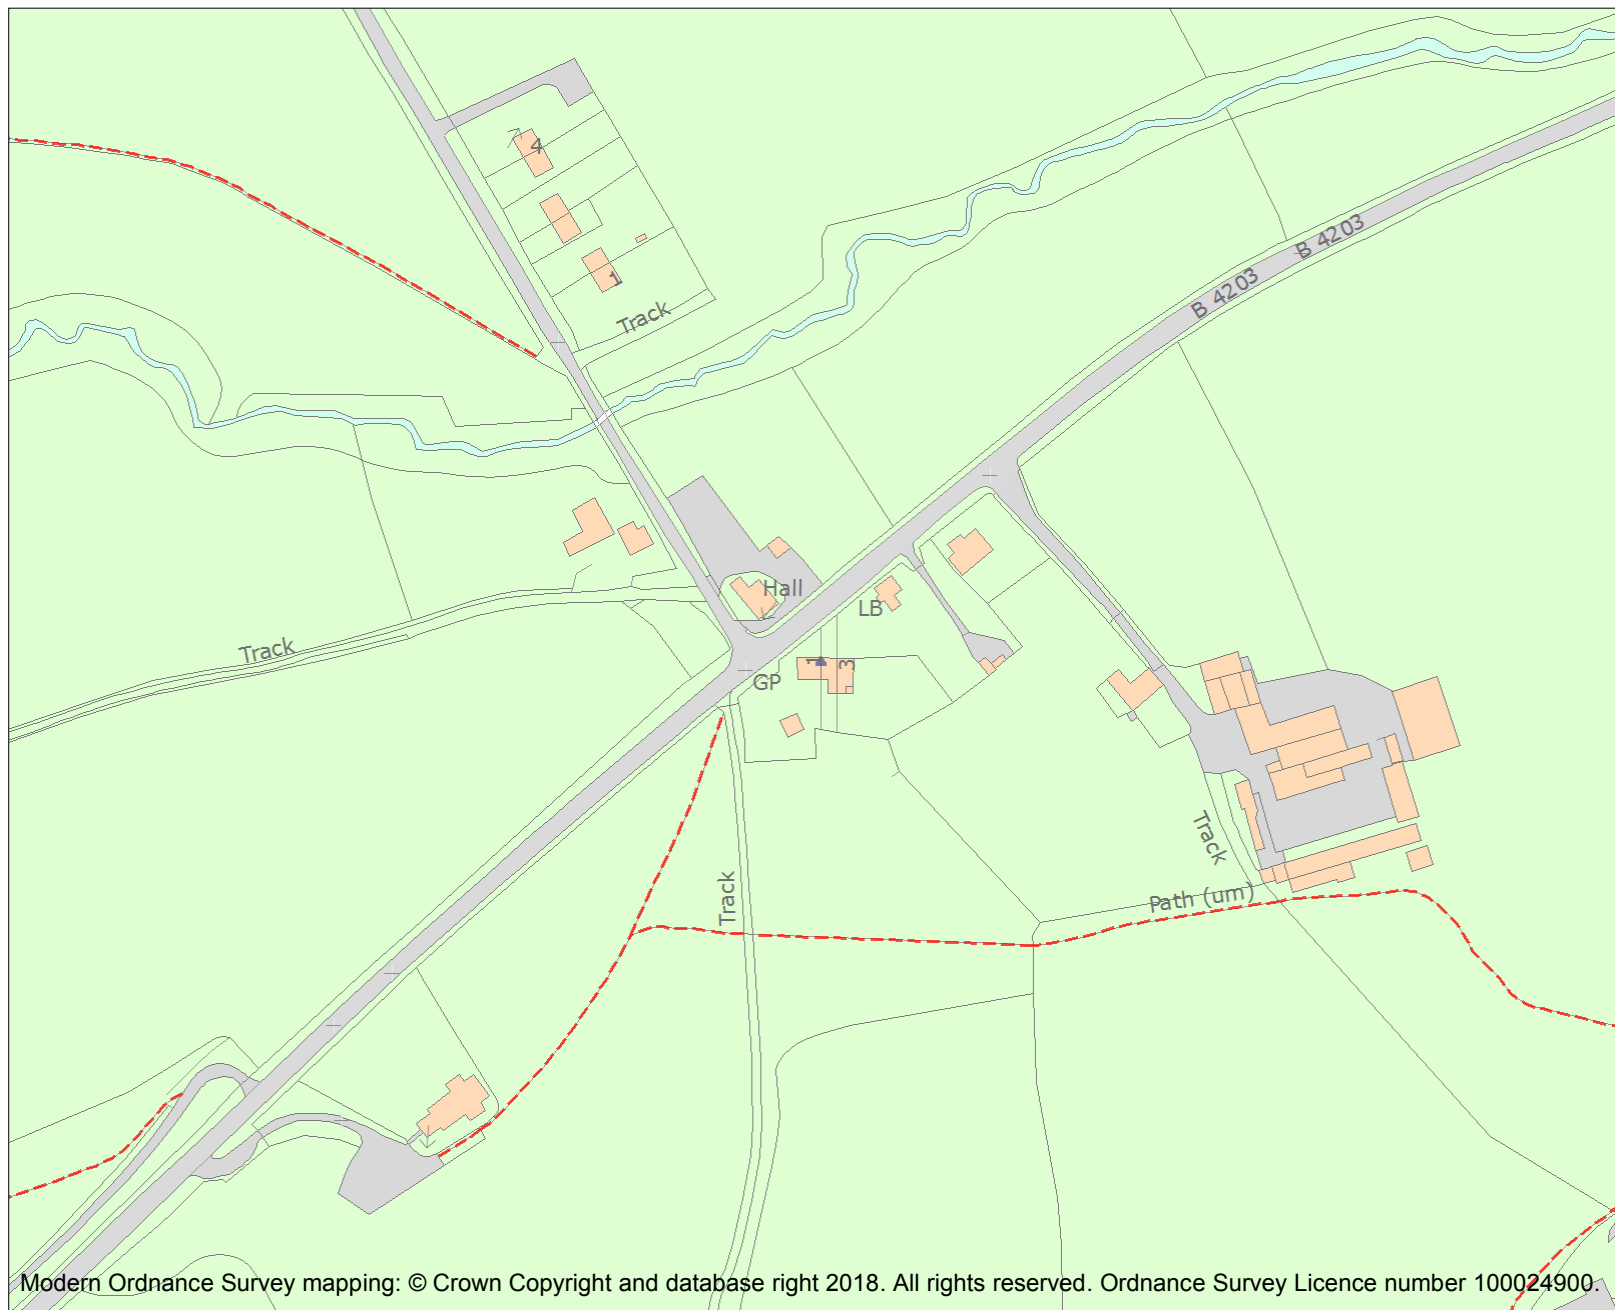 4
B 4203
B 4203
1
Track
Hall
LB
Track
1
3
GP
Track
Track
Path (um)
Modern Ordnance Survey mapping: © Crown Copyright and database right 2018. All rights reserved. Ordnance Survey Licence number 100024900.